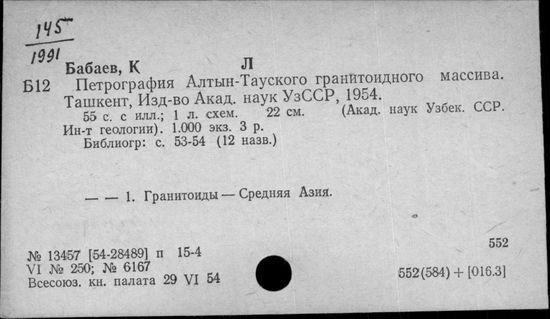 145
1991
Бабаев, К Л
Б12 Петрография Алтын-Тауского гранитоидного массива.
Ташкент, Изд-во Акад. наук УзССР, 1954.
55 с. с илл.; 1 л. схем. 22 см. (Акад. наук Узбек. ССР.
Ин-т геологии). 1.000 экз. 3 р.
Библиогр: с. 53-54 (12 назв.)
— — 1. Гранитоиды — Средняя Азия.
552
№ 13457 [54-28489] п 15-4
VI № 250; № 6167
552(584) + [016.3]
Всесоюз. кн. палата 29 VI 54